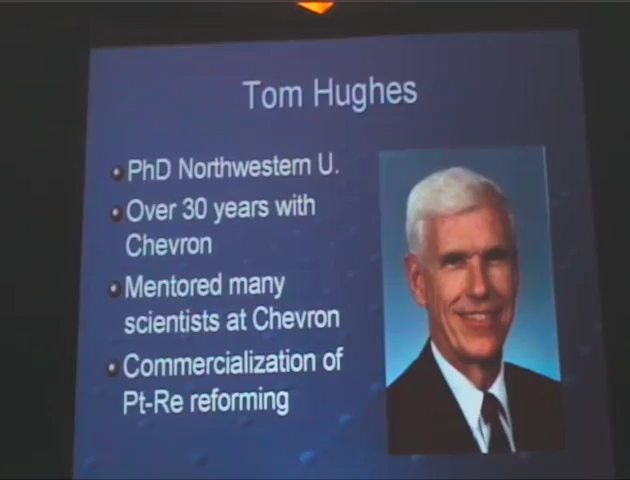 Tom Hughes
PhD Northwestern U.
Over 30 years with
Chevron
Mentored many
scientists at Chevron
Commercialization of
Pt-Re reforming